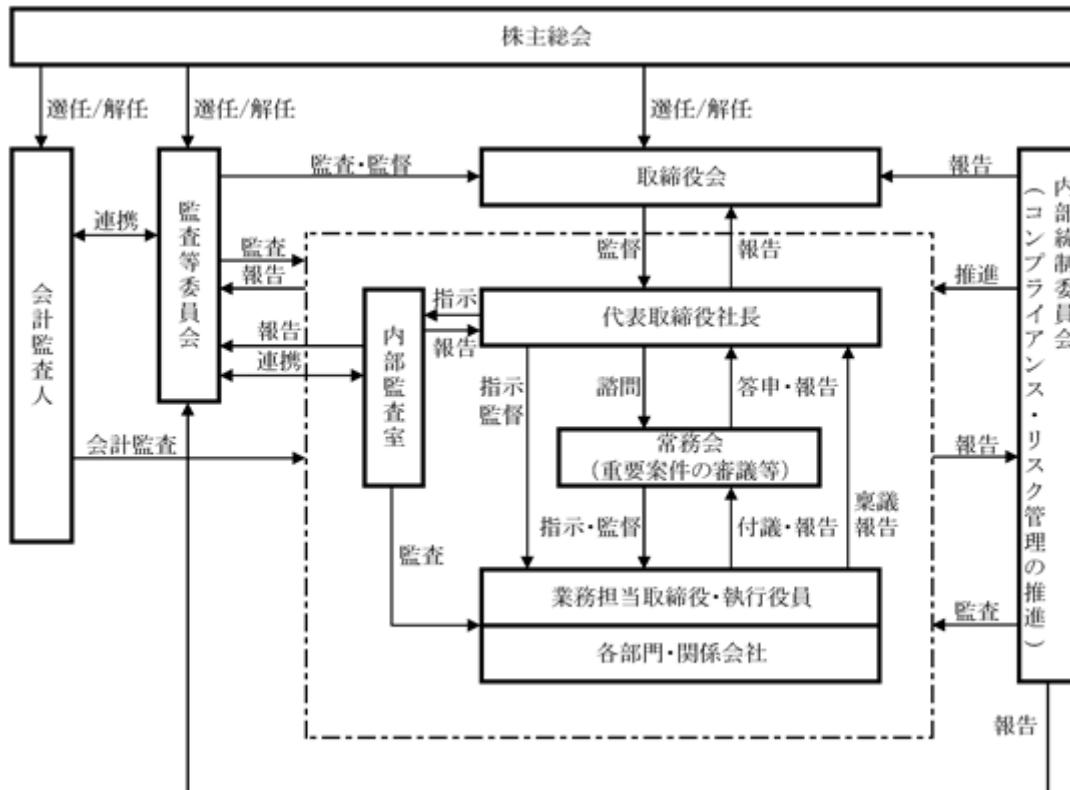 株主総会
選任/解任
選任/解任
選任/解任
会計監査人
監査等委員会
取締役会
内部統制委員会
(コンプライアンス・リスク管理の推進)
監査・監督
報告
連携
監査
報告
監督
報告
推進
指示
報告
代表取締役社長
内部監査室
報告
連携
指示
監督
諮問
答申・報告
稟議
報告
常務会
(重要案件の審議等)
会計監査
報告
指示・監督
付議・報告
監査
業務担当取締役・執行役員
各部門・関係会社
監査
報告